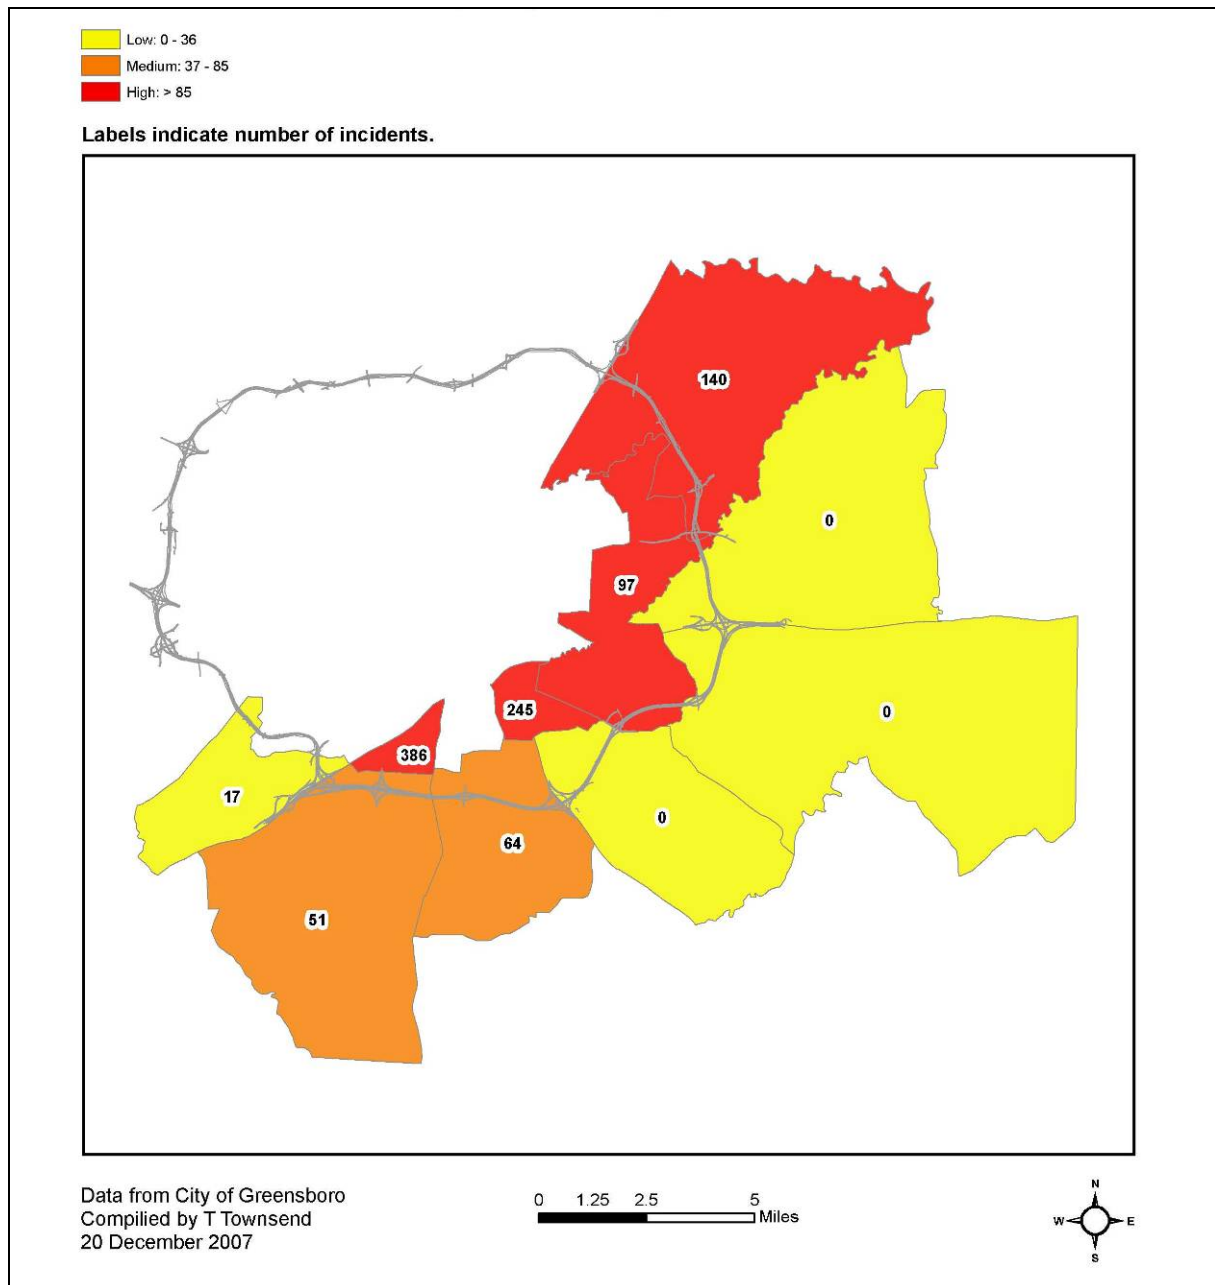 Low: 0 - 36
Medium: 37 - 85
High: > 85
Labels indicate number of incidents.
140
0
97
0
245
386
17
0
64
51
Data from City of Greensboro
Compilied by T Townsend
20 December 2007
0 1.25 2.5 5
Miles
N
W E
S